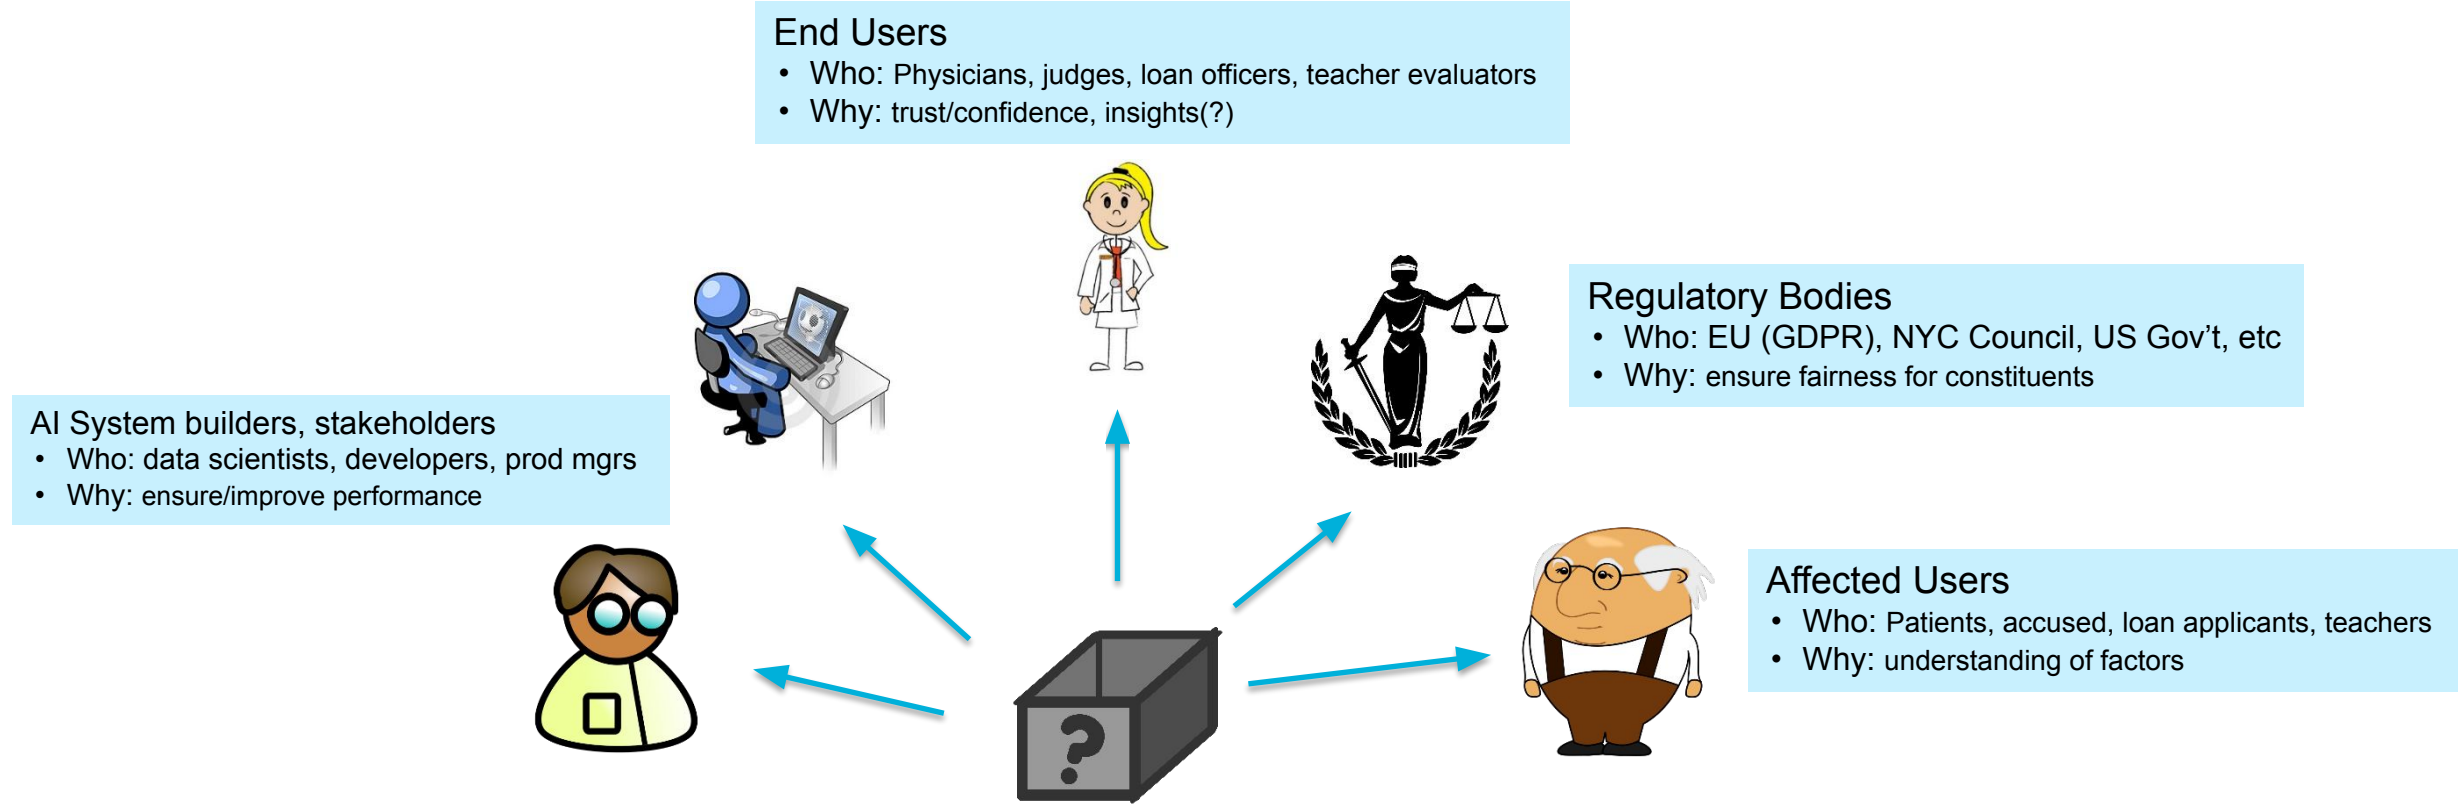 End Users
• Who: Physicians, judges, loan officers, teacher evaluators
• Why: trust/confidence, insights(?)
Regulatory Bodies
• Who: EU (GDPR), NYC Council, US Gov’t, etc
• Why: ensure fairness for constituents
AI System builders, stakeholders
• Who: data scientists, developers, prod mgrs
• Why: ensure/improve performance
Affected Users
• Who: Patients, accused, loan applicants, teachers
• Why: understanding of factors
?